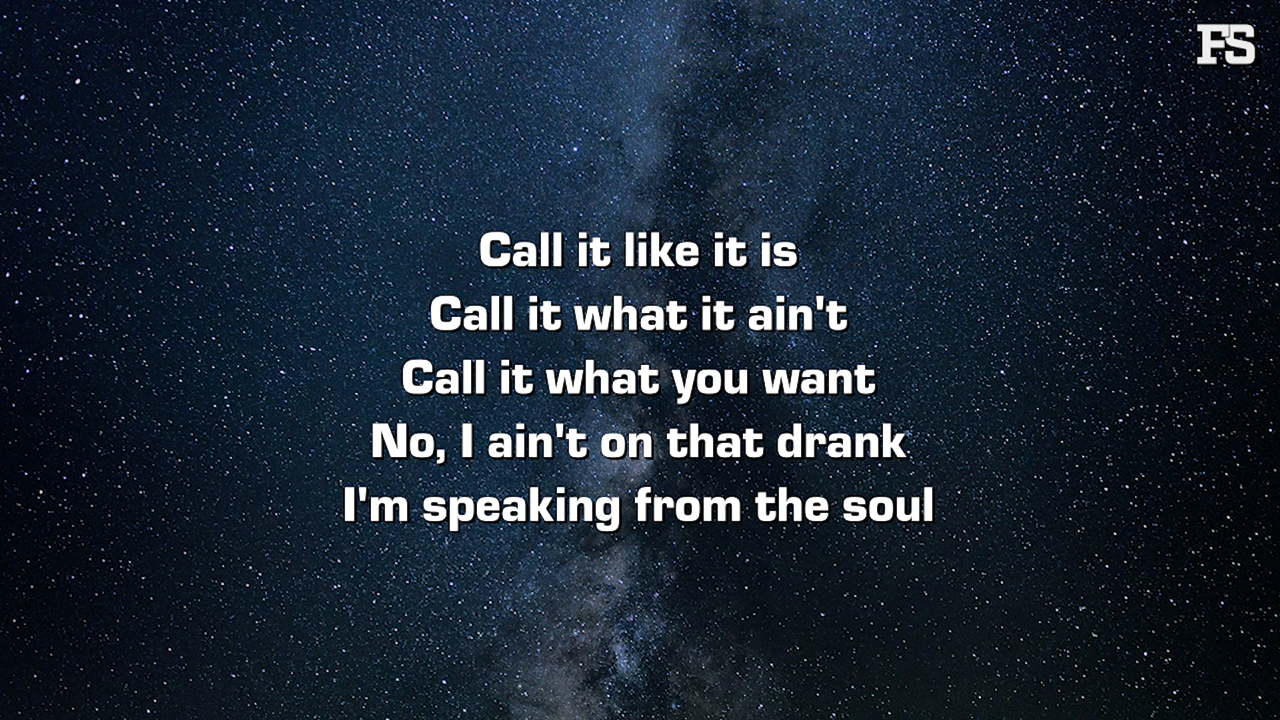 FS
Call it like it is
Call it what it ain't
Call it what you want
No, I ain't on that drank
I'm speaking from the soul